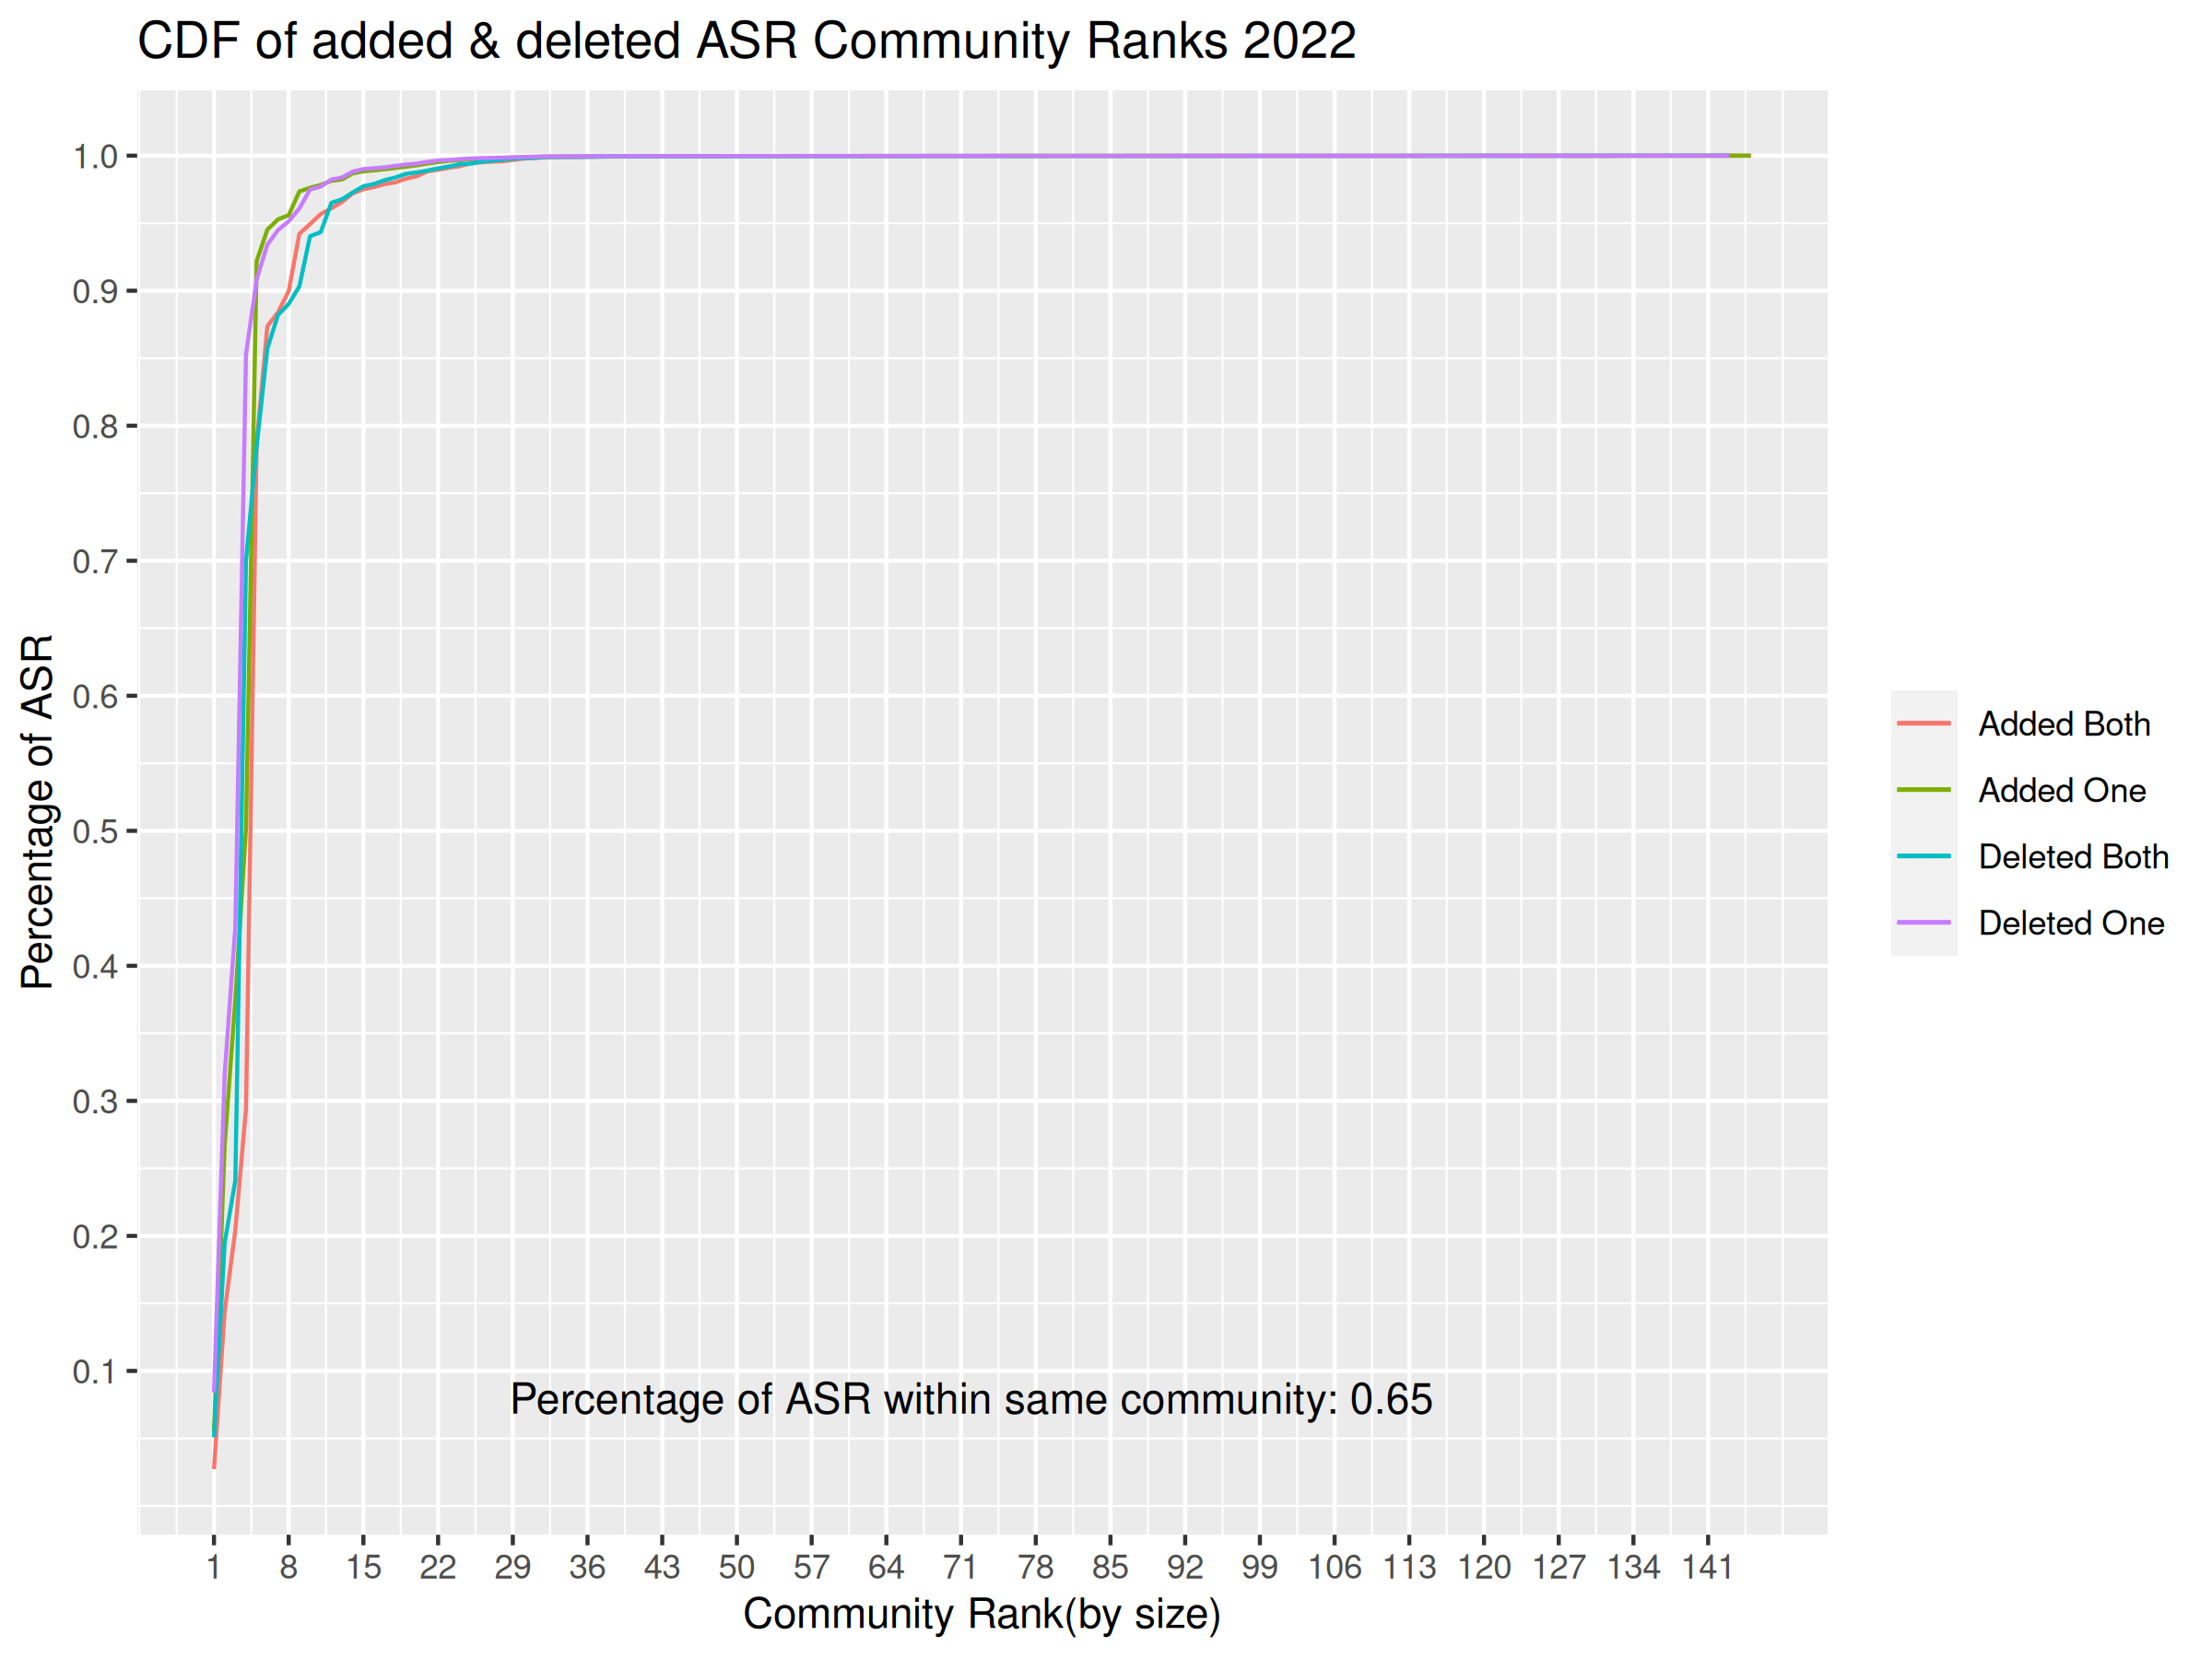 CDF of added & deleted ASR Community Ranks 2022
Percentage of ASR
1.0
0.9
0.8
0.7
0.6
0.5
0.4
0.3
0.2
0.1
Added Both
Added One
Deleted Both
Deleted One
Percentage of ASR within same community: 0.65
1 8 15 22 29 36 43 50 57 64 71 78 85 92 99 106 113 120 127 134 141
Community Rank(by size)